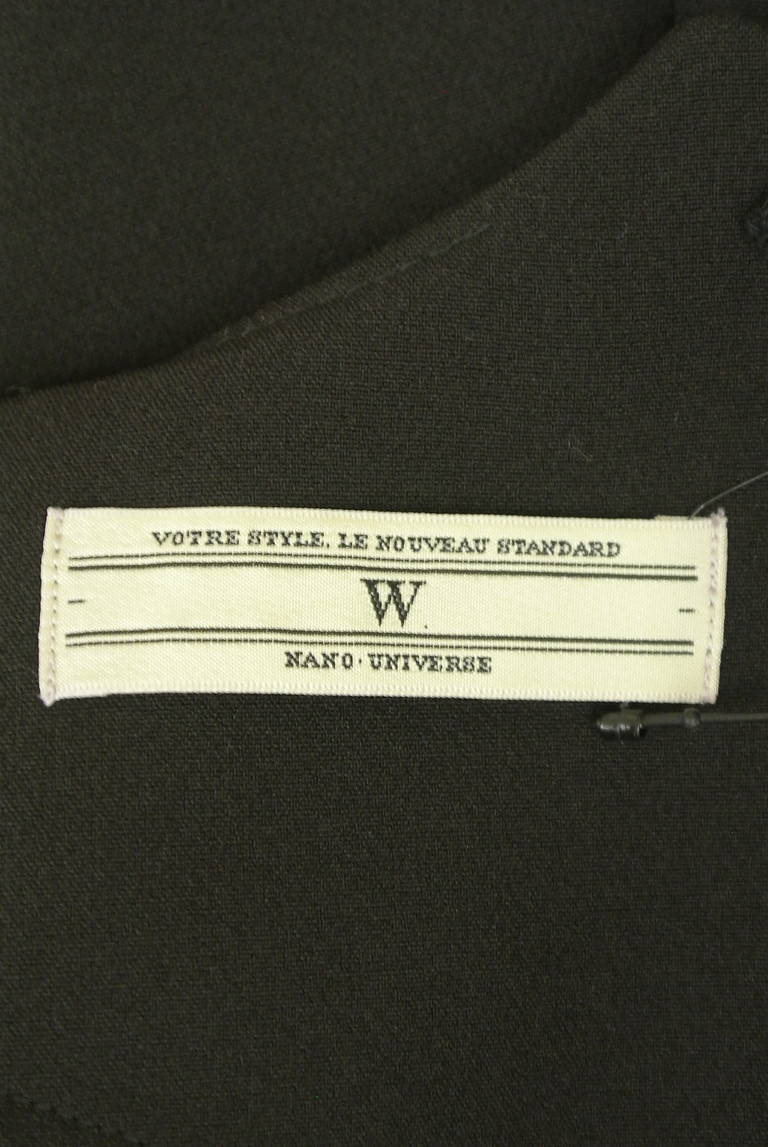 VOTRE STYLE, LE NOUVEAU STANDARD
- W -
NANO·UNIVERSE